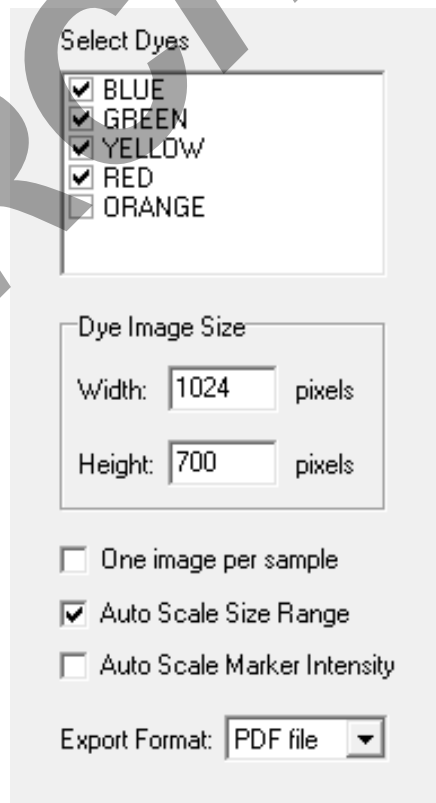 Select Dyes
BLUE
GREEN
YELLOW
RED
ORANGE
Dye Image Size
Width: 1024 pixels
Height: 700 pixels
One image per sample
Auto Scale Size Range
Auto Scale Marker Intensity
Export Format: PDF file